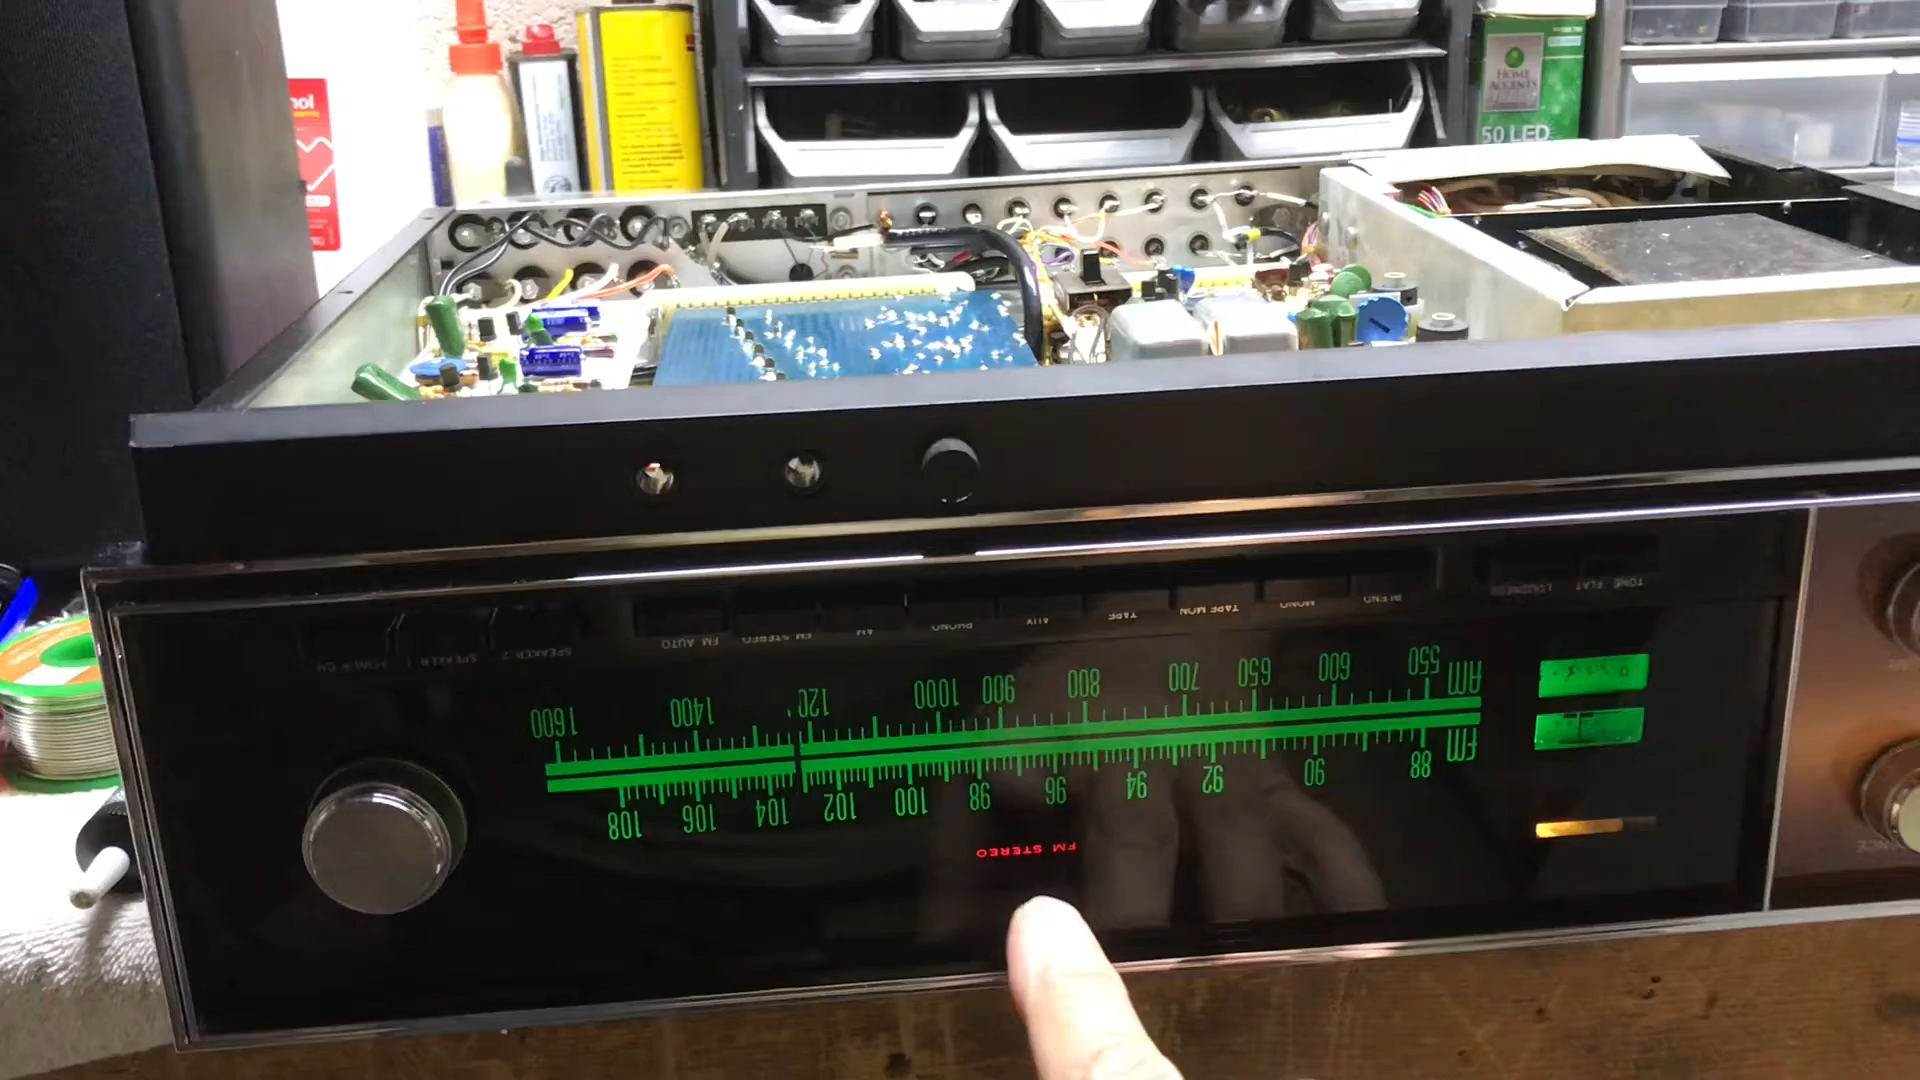 HOME
ACCENTS
50 LED
TONE FLAT
LOUDNESS
MONO
TAPE MON
TAPE
AUX
PHONO
AM
FM STEREO
FM AUTO
SPEAKER 2
SPEAKER 1
POWER ON
AM 550 600 650 700 800 900 1000 120 1400 1600
FM 88 90 92 94 96 98 100 102 104 106 108
FM STEREO